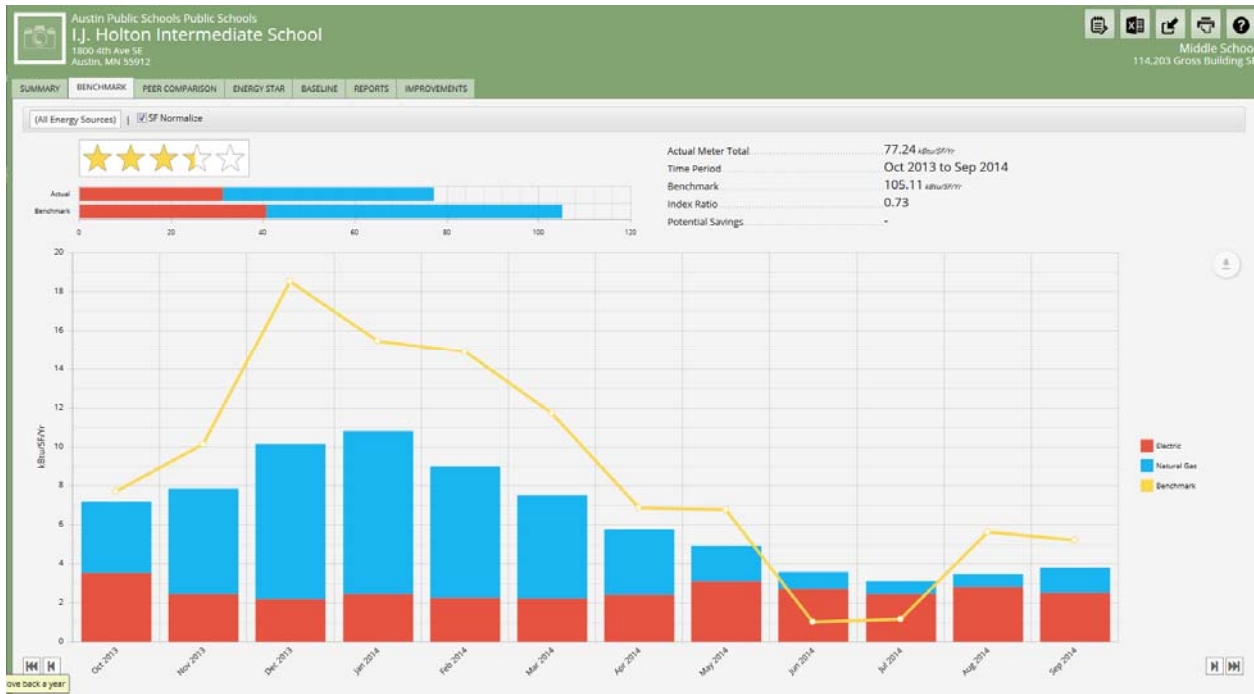 Austin Public Schools Public Schools
I.J. Holton Intermediate School
1800 4th Ave SE
Austin, MN 55912
Middle Schoo
114,203 Gross Building S
SUMMARY BENCHMARK PEER COMPARISON ENERGY STAR BASELINE REPORTS IMPROVEMENTS
(All Energy Sources) | SF Normalize
Actual Meter Total 77.24 kBtu/SF/Yr
Time Period Oct 2013 to Sep 2014
Benchmark 105.11 kBtu/SF/Yr
Index Ratio 0.73
Potential Savings -
Actual
Benchmark
0 20 40 60 80 100 120
20
18
16
14
12
10
8
6
4
2
0
kBtu/SF/Yr
Electric
Natural Gas
Benchmark
Oct 2013 Nov 2013 Dec 2013 Jan 2014 Feb 2014 Mar 2014 Apr 2014 May 2014 Jun 2014 Jul 2014 Aug 2014 Sep 2014
ove back a year